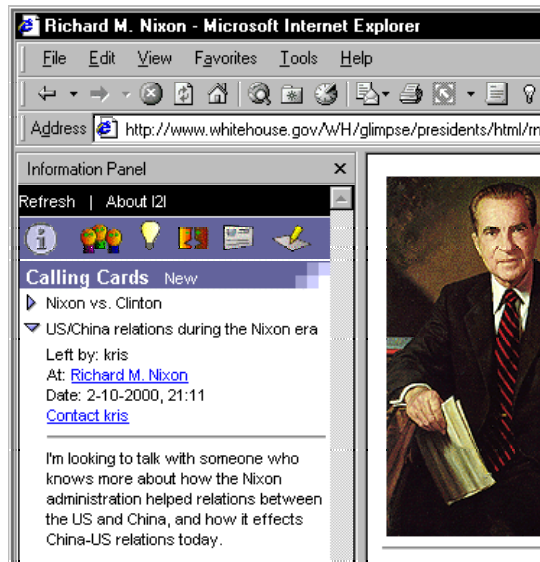 Richard M. Nixon - Microsoft Internet Explorer
File Edit View Favorites Tools Help
Address http://www.whitehouse.gov/WH/glimpse/presidents/html/rn
Information Panel
Refresh | About I2I
Calling Cards New
Nixon vs. Clinton
US/China relations during the Nixon era
Left by: kris
At: Richard M. Nixon
Date: 2-10-2000, 21:11
Contact kris
I'm looking to talk with someone who
knows more about how the Nixon
administration helped relations between
the US and China, and how it effects
China-US relations today.